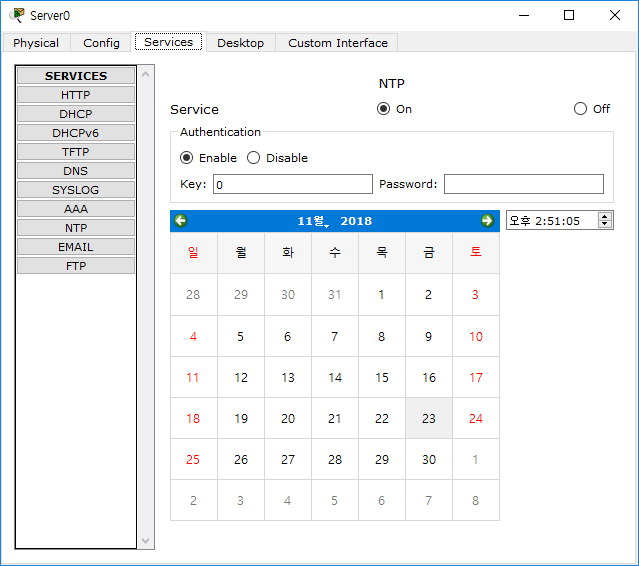 Server0
Physical Config Services Desktop Custom Interface
SERVICES
HTTP
DHCP
DHCPv6
TFTP
DNS
SYSLOG
AAA
NTP
EMAIL
FTP
NTP
Service On Off
Authentication
Enable Disable
Key: 0 Password:
11월 2018 오후 2:51:05
일 월 화 수 목 금 토
28 29 30 31 1 2 3
4 5 6 7 8 9 10
11 12 13 14 15 16 17
18 19 20 21 22 23 24
25 26 27 28 29 30 1
2 3 4 5 6 7 8